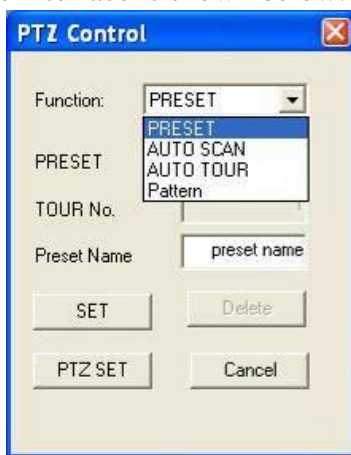 PTZ Control
Function: PRESET
PRESET
AUTO SCAN
AUTO TOUR
Pattern
PRESET
TOUR No.
Preset Name preset name
SET Delete
PTZ SET Cancel